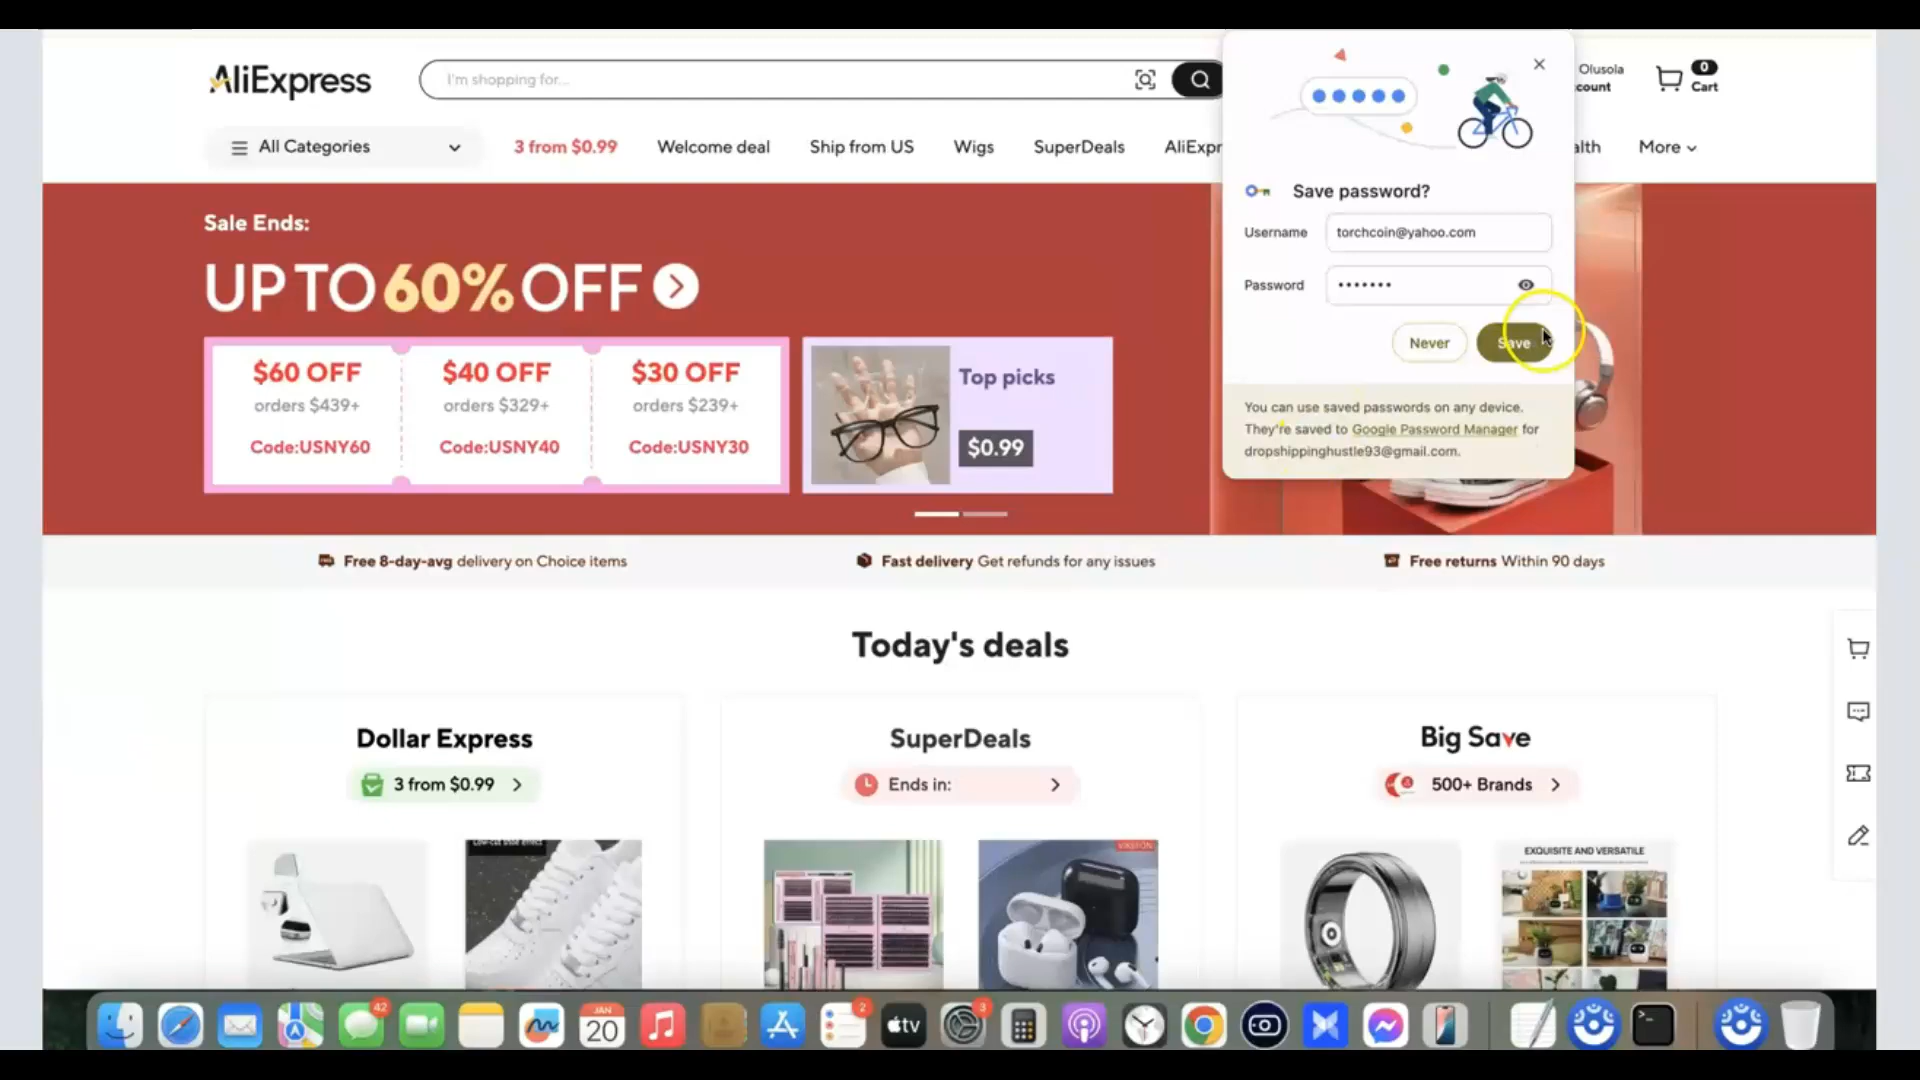 AliExpress
I'm shopping for...
Olusola
count
0
Cart
All Categories
3 from $0.99
Welcome deal
Ship from US
Wigs
SuperDeals
AliExpr
alth
More
Save password?
Username
torchcoin@yahoo.com
Password
•••••••
Never
Save
You can use saved passwords on any device.
They're saved to Google Password Manager for
dropshippinghustle93@gmail.com.
Sale Ends:
UP TO 60% OFF
$60 OFF
orders $439+
Code:USNY60
$40 OFF
orders $329+
Code:USNY40
$30 OFF
orders $239+
Code:USNY30
Top picks
$0.99
Free 8-day-avg delivery on Choice items
Fast delivery Get refunds for any issues
Free returns Within 90 days
Today's deals
Dollar Express
3 from $0.99
SuperDeals
Ends in:
Big Save
500+ Brands
EXQUISITE AND VERSATILE
42
JAN
20
2
tv
3